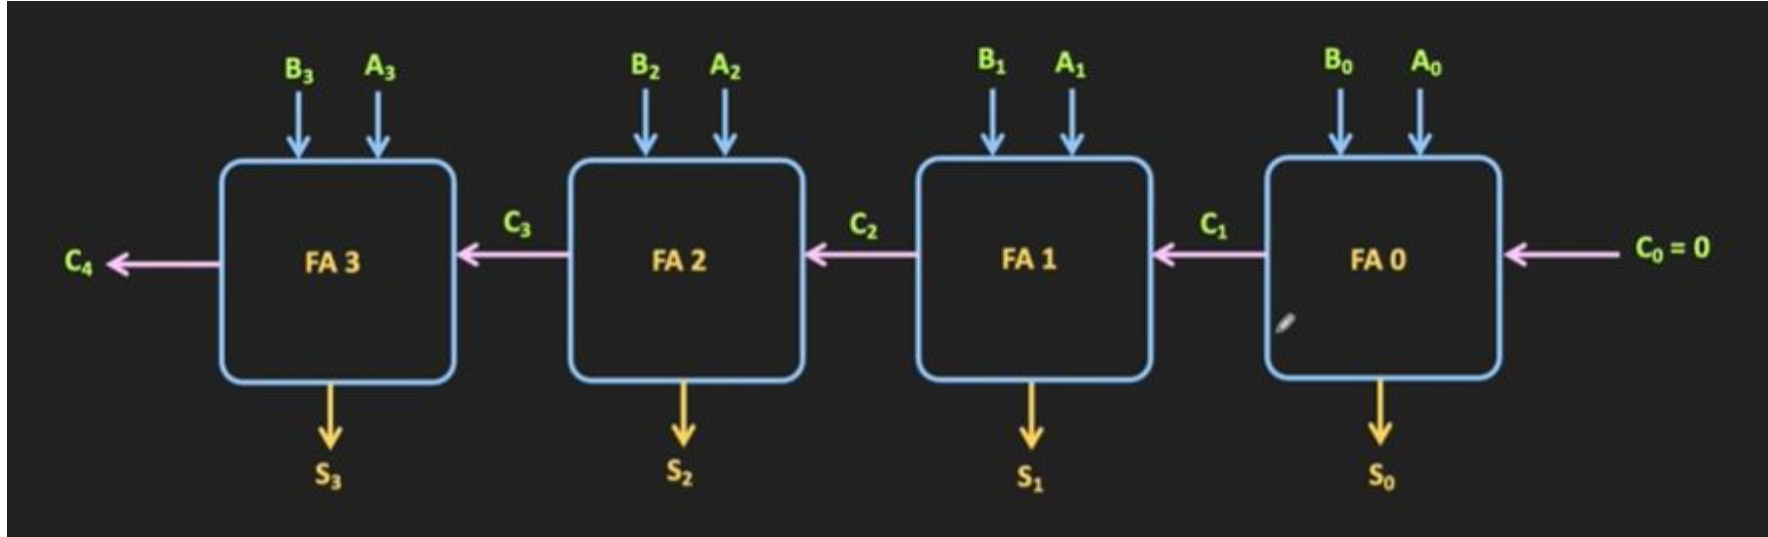 B₃ A₃ B₂ A₂ B₁ A₁ B₀ A₀
C₃ C₂ C₁
C₄ FA 3 FA 2 FA 1 FA 0 C₀ = 0
S₃ S₂ S₁ S₀